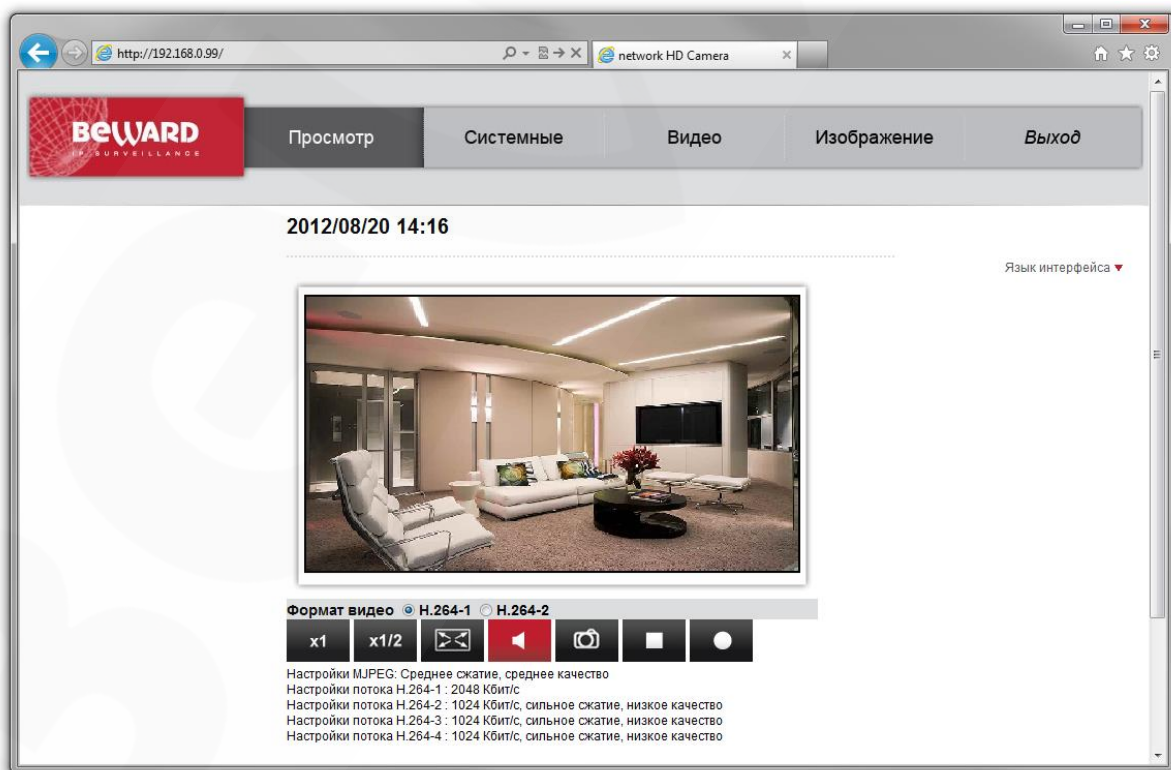 http://192.168.0.99/
network HD Camera
BEWARD
IP SURVEILLANCE
Просмотр Системные Видео Изображение Выход
2012/08/20 14:16
Язык интерфейса
Формат видео H.264-1 H.264-2
x1 x1/2
Настройки MJPEG: Среднее сжатие, среднее качество
Настройки потока H.264-1 : 2048 Кбит/с
Настройки потока H.264-2 : 1024 Кбит/с, сильное сжатие, низкое качество
Настройки потока H.264-3 : 1024 Кбит/с, сильное сжатие, низкое качество
Настройки потока H.264-4 : 1024 Кбит/с, сильное сжатие, низкое качество